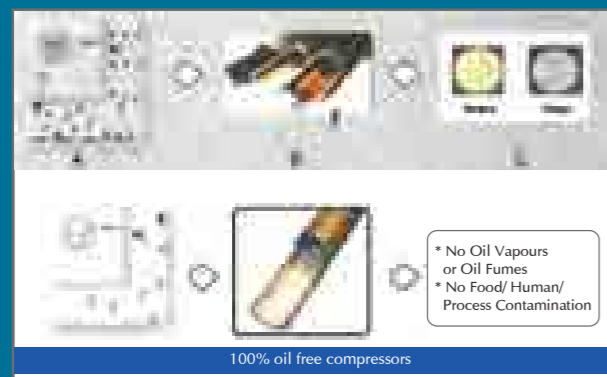 * No Oil Vapours
or Oil Fumes
* No Food/ Human/
Process Contamination
100% oil free compressors